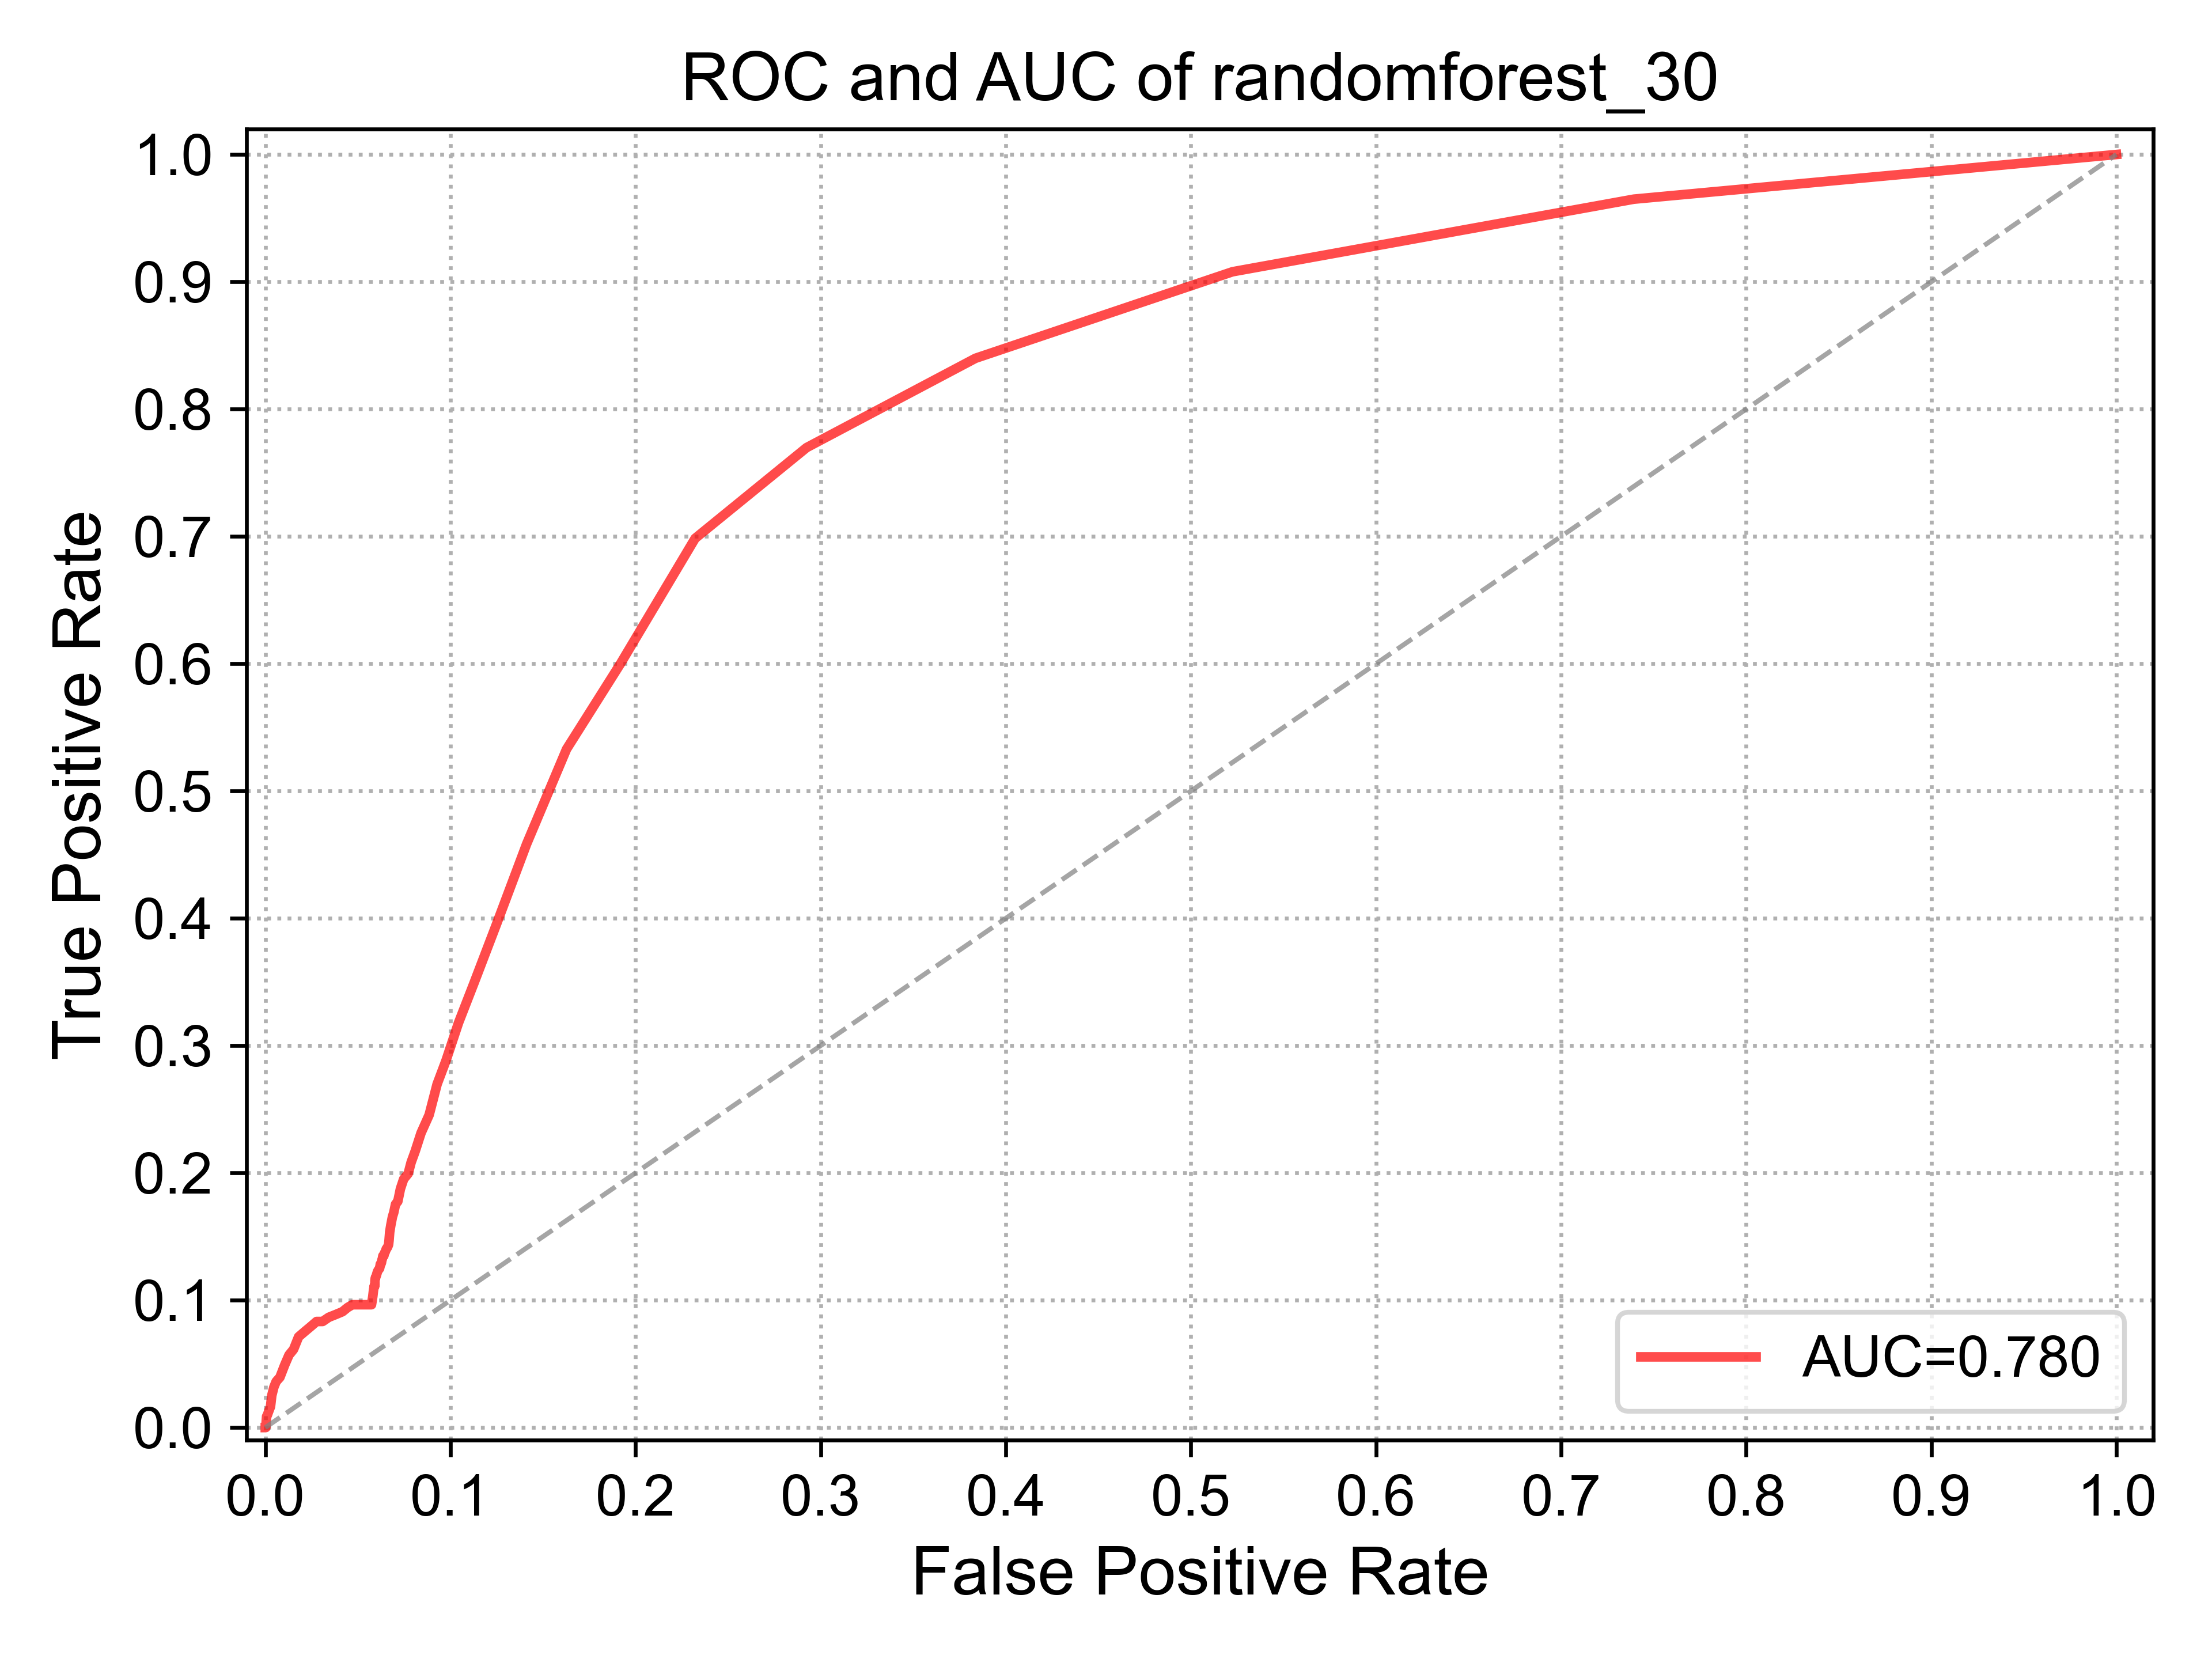 ROC and AUC of randomforest_30
True Positive Rate
1.0
0.9
0.8
0.7
0.6
0.5
0.4
0.3
0.2
0.1
0.0
AUC=0.780
0.0 0.1 0.2 0.3 0.4 0.5 0.6 0.7 0.8 0.9 1.0
False Positive Rate